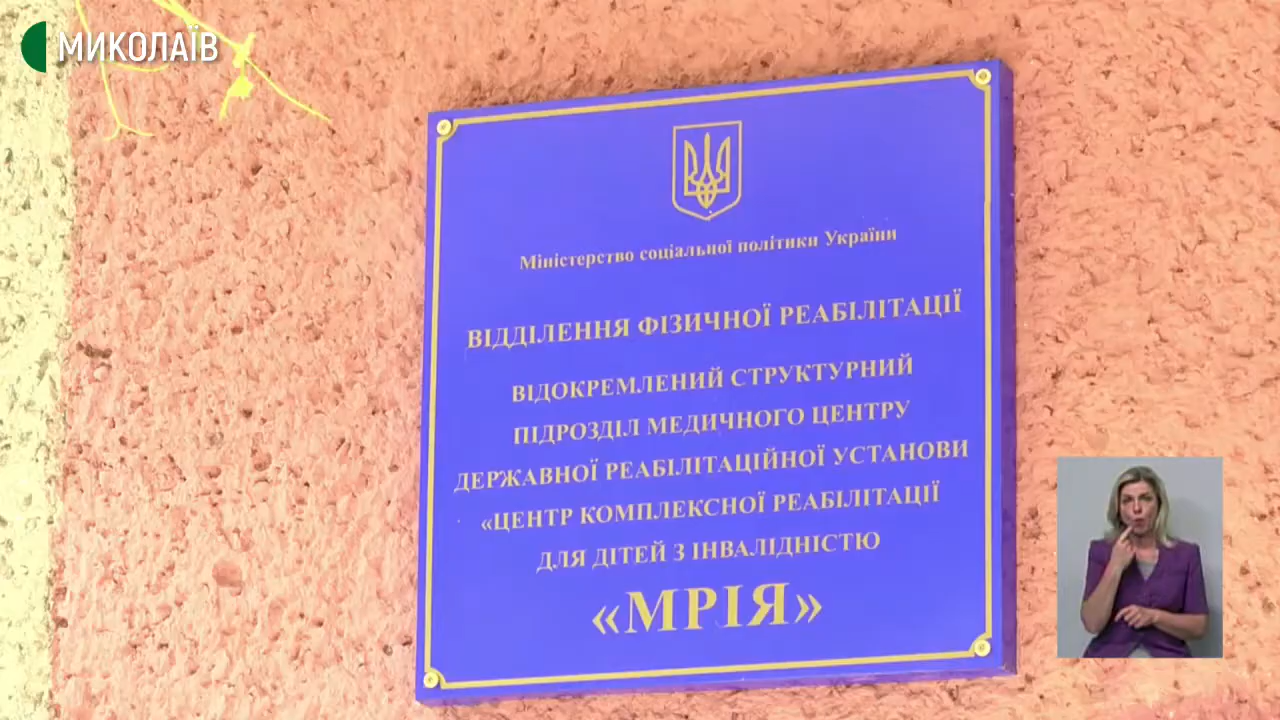 МИКОЛАЇВ
Міністерство соціальної політики України
ВІДДІЛЕННЯ ФІЗИЧНОЇ РЕАБІЛІТАЦІЇ
ВІДОКРЕМЛЕНИЙ СТРУКТУРНИЙ
ПІДРОЗДІЛ МЕДИЧНОГО ЦЕНТРУ
ДЕРЖАВНОЇ РЕАБІЛІТАЦІЙНОЇ УСТАНОВИ
«ЦЕНТР КОМПЛЕКСНОЇ РЕАБІЛІТАЦІЇ
ДЛЯ ДІТЕЙ З ІНВАЛІДНІСТЮ
«МРІЯ»